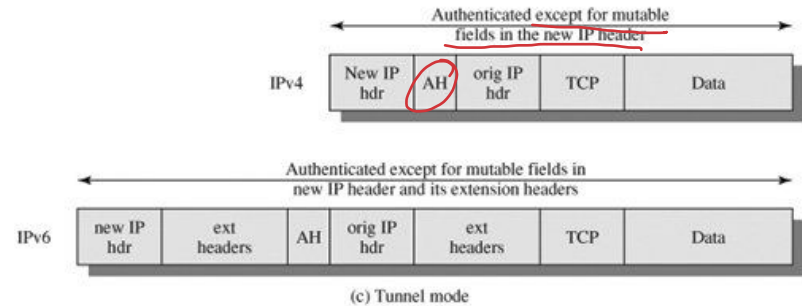 Authenticated except for mutable
fields in the new IP header
IPv4
New IP hdr
AH
orig IP hdr
TCP
Data
Authenticated except for mutable fields in
new IP header and its extension headers
IPv6
new IP hdr
ext headers
AH
orig IP hdr
ext headers
TCP
Data
(c) Tunnel mode